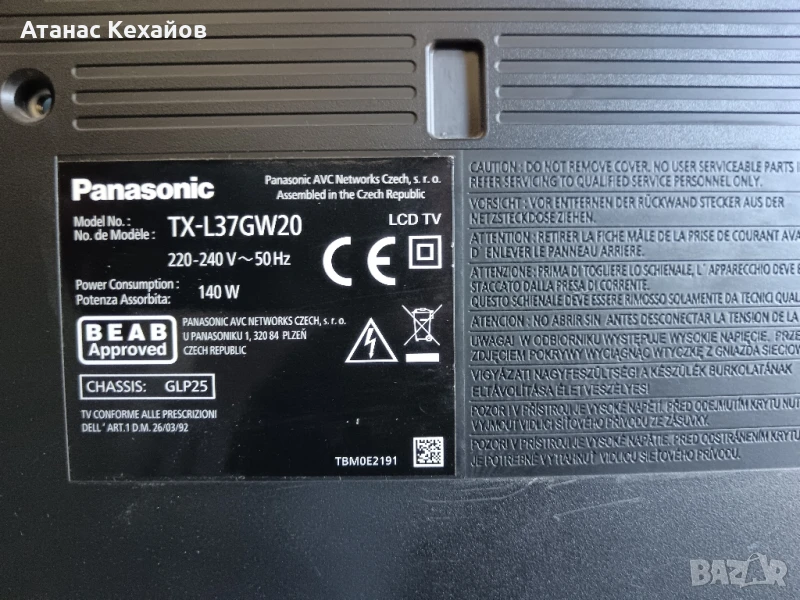 Атанас Кехайов
Panasonic
Panasonic AVC Networks Czech, s. r. o.
Assembled in the Czech Republic
Model No.:
No. de Modèle:
TX-L37GW20
LCD TV
220-240 V~50Hz
CE
Power Consumption:
Potenza Assorbita:
140 W
BEAB
Approved
PANASONIC AVC NETWORKS CZECH, s. r. o.
U PANASONIKU 1, 320 84 PLZEŇ
CZECH REPUBLIC
CHASSIS: GLP25
TV CONFORME ALLE PRESCRIZIONI
DELL' ART.1 D.M. 26/03/92
TBM0E2191
CAUTION: DO NOT REMOVE COVER. NO USER SERVICEABLE PARTS
REFER SERVICING TO QUALIFIED SERVICE PERSONNEL ONLY.
VORSICHT: VOR ENTFERNEN DER RÜCKWAND STECKER AUS DER
NETZSTECKDOSE ZIEHEN.
ATTENTION: RETIRER LA FICHE MÂLE DE LA PRISE DE COURANT
D'ENLEVER LE PANNEAU ARRIERE.
ATTENZIONE: PRIMA DI TOGLIERE LO SCHIENALE, L'APPARECCHIO DEVE
STACCATO DALLA PRESA DI CORRENTE.
QUESTO SCHIENALE DEVE ESSERE RIMOSSO SOLAMENTE DA TECNICI
ATENCION: NO ABRIR SIN ANTES DESCONECTAR LA TENSION DE LA
UWAGA! W ODBIORNIKU WYSTĘPUJE WYSOKIE NAPIĘCIE. PRZED
ZDJĘCIEM POKRYWY WYCIĄGNĄĆ WTYCZKĘ Z GNIAZDA
VIGYÁZAT! NAGYFESZÜLTSÉG! A KÉSZÜLÉK BURKOLATÁNAK
ELTÁVOLÍTÁSA ÉLETVESZÉLYES!
POZOR! V PŘÍSTROJI JE VYSOKÉ NAPĚTÍ. PŘED ODEJMUTÍM KRYTU
VYJMOUT VIDLICI SÍŤOVÉHO PŘÍVODU ZE ZÁSUVKY.
POZOR! V PRÍSTROJI JE VYSOKÉ NAPÄTIE. PRED ODSTRÁNENÍM KRYTU
JE POTREBNÉ VYTIAHNUŤ VIDLICU SIEŤOVÉHO PRÍVODU.
BAZAR